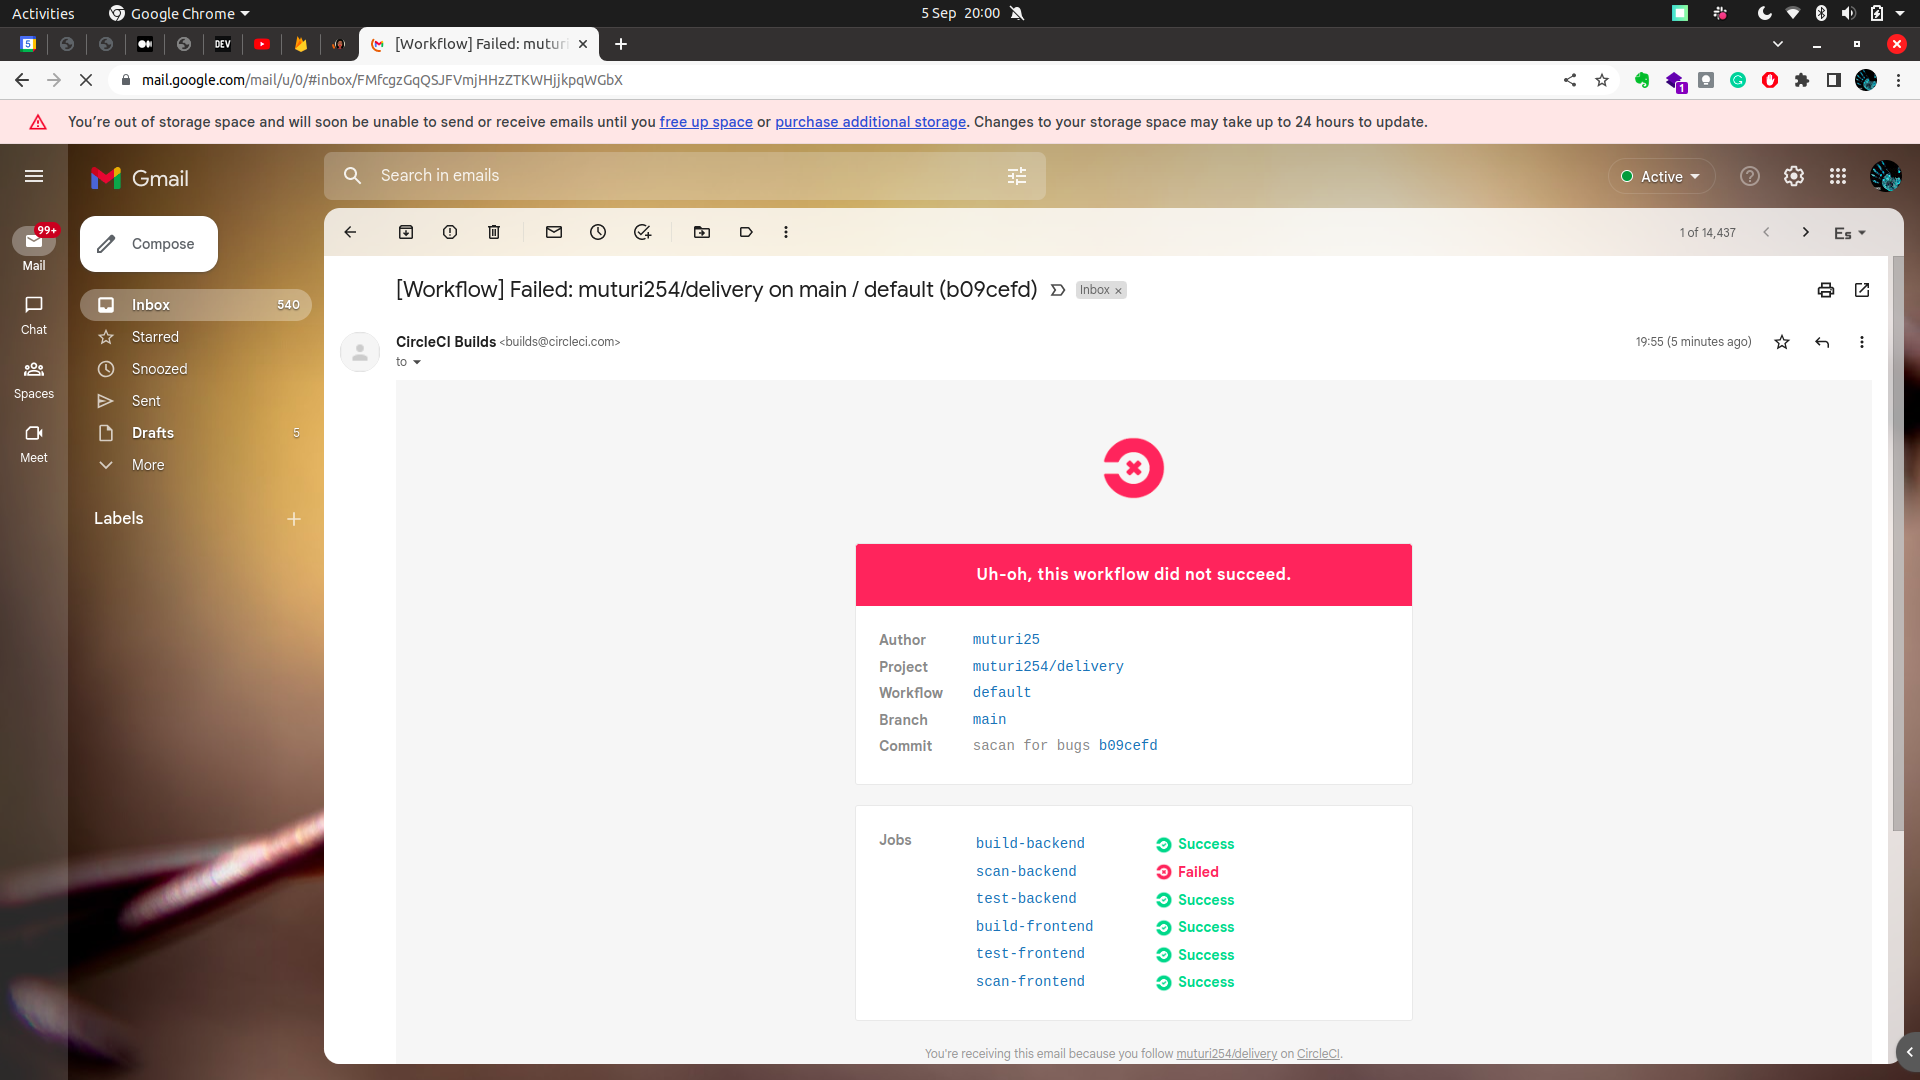 Activities
Google Chrome
5 Sep 20:00
5
DEV
[Workflow] Failed: muturi
mail.google.com/mail/u/0/#inbox/FMfcgzGqQSJFVmjHHzZTKWHjjkpqWGbX
1
You're out of storage space and will soon be unable to send or receive emails until you free up space or purchase additional storage. Changes to your storage space may take up to 24 hours to update.
Gmail
Search in emails
Active
99+
Mail
Chat
Spaces
Meet
Compose
Inbox 540
Starred
Snoozed
Sent
Drafts 5
More
Labels
1 of 14,437
Es
[Workflow] Failed: muturi254/delivery on main / default (b09cefd)
Inbox ×
CircleCI Builds <builds@circleci.com>
19:55 (5 minutes ago)
to
Uh-oh, this workflow did not succeed.
Author muturi25
Project muturi254/delivery
Workflow default
Branch main
Commit sacan for bugs b09cefd
Jobs
build-backend Success
scan-backend Failed
test-backend Success
build-frontend Success
test-frontend Success
scan-frontend Success
You're receiving this email because you follow muturi254/delivery on CircleCI.